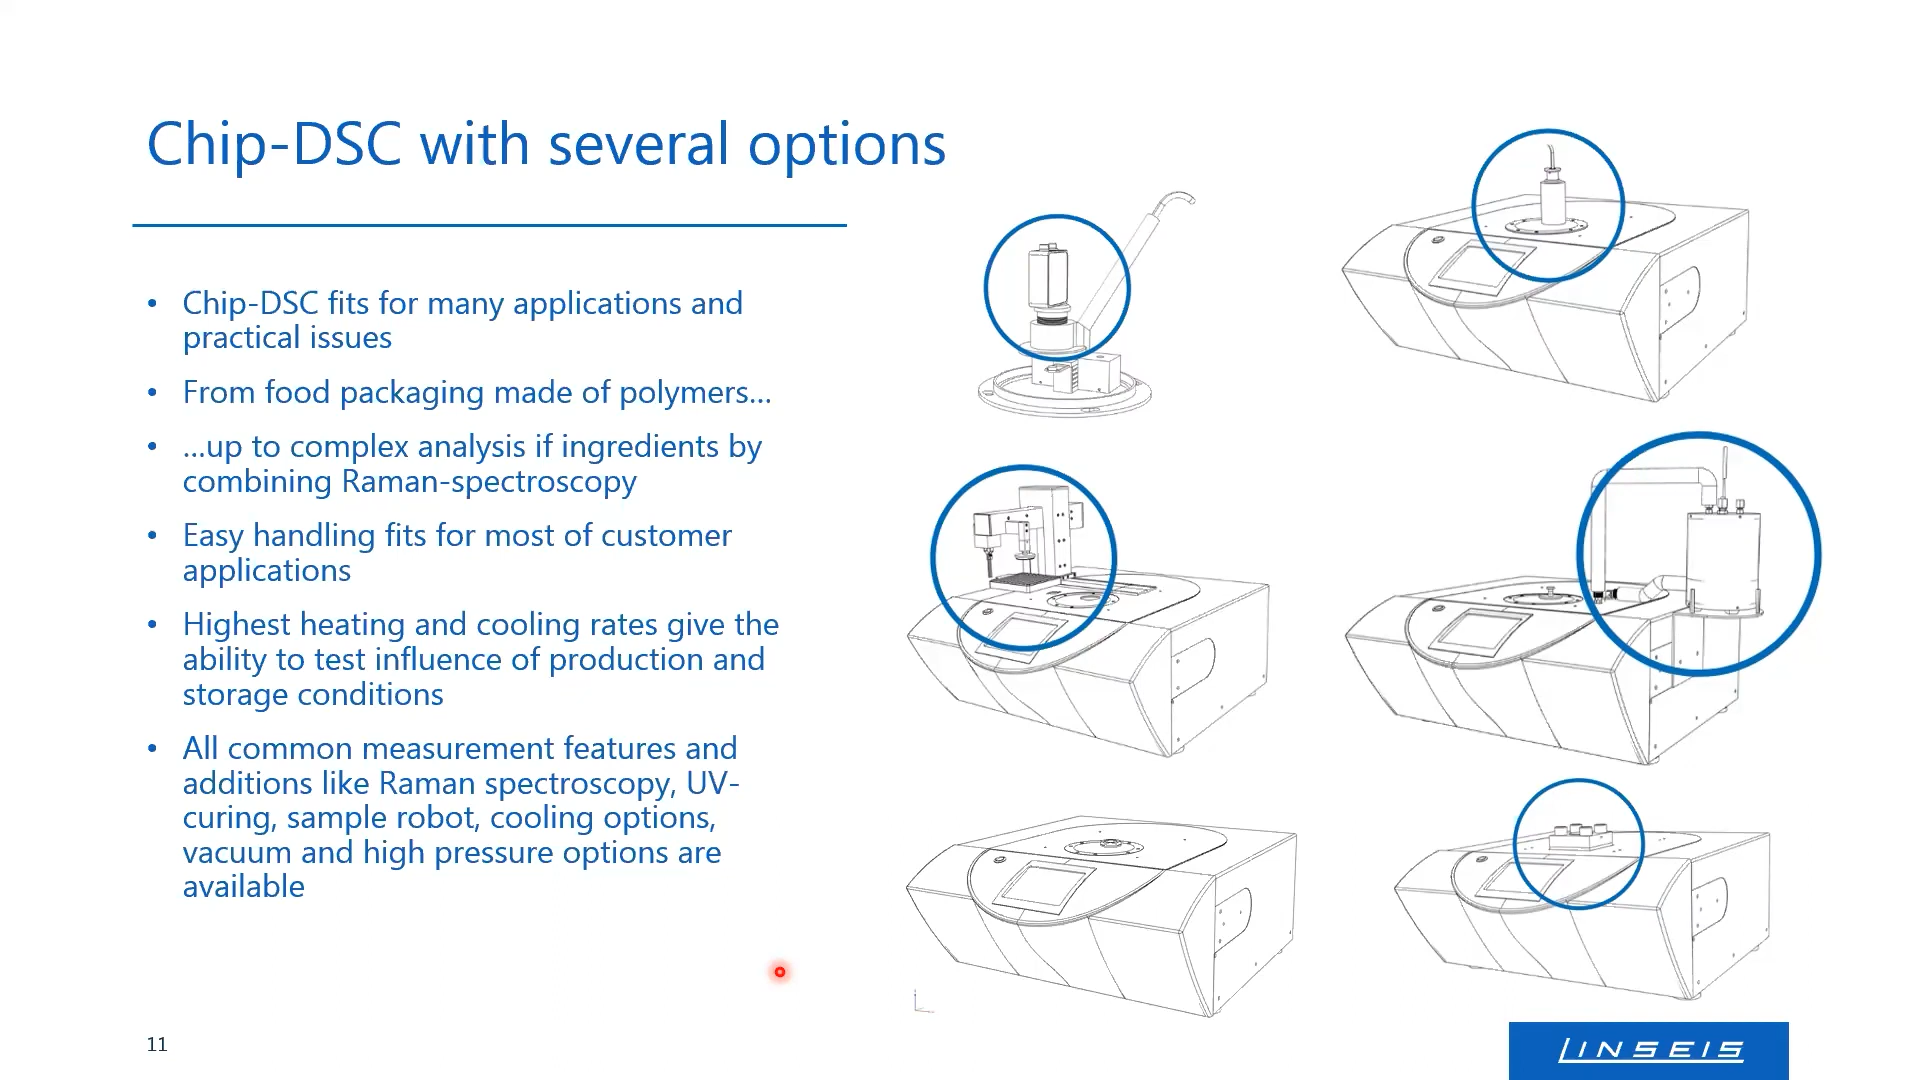 Chip-DSC with several options
• Chip-DSC fits for many applications and
practical issues
• From food packaging made of polymers...
• ...up to complex analysis if ingredients by
combining Raman-spectroscopy
• Easy handling fits for most of customer
applications
• Highest heating and cooling rates give the
ability to test influence of production and
storage conditions
• All common measurement features and
additions like Raman spectroscopy, UV-
curing, sample robot, cooling options,
vacuum and high pressure options are
available
11
LINSEIS